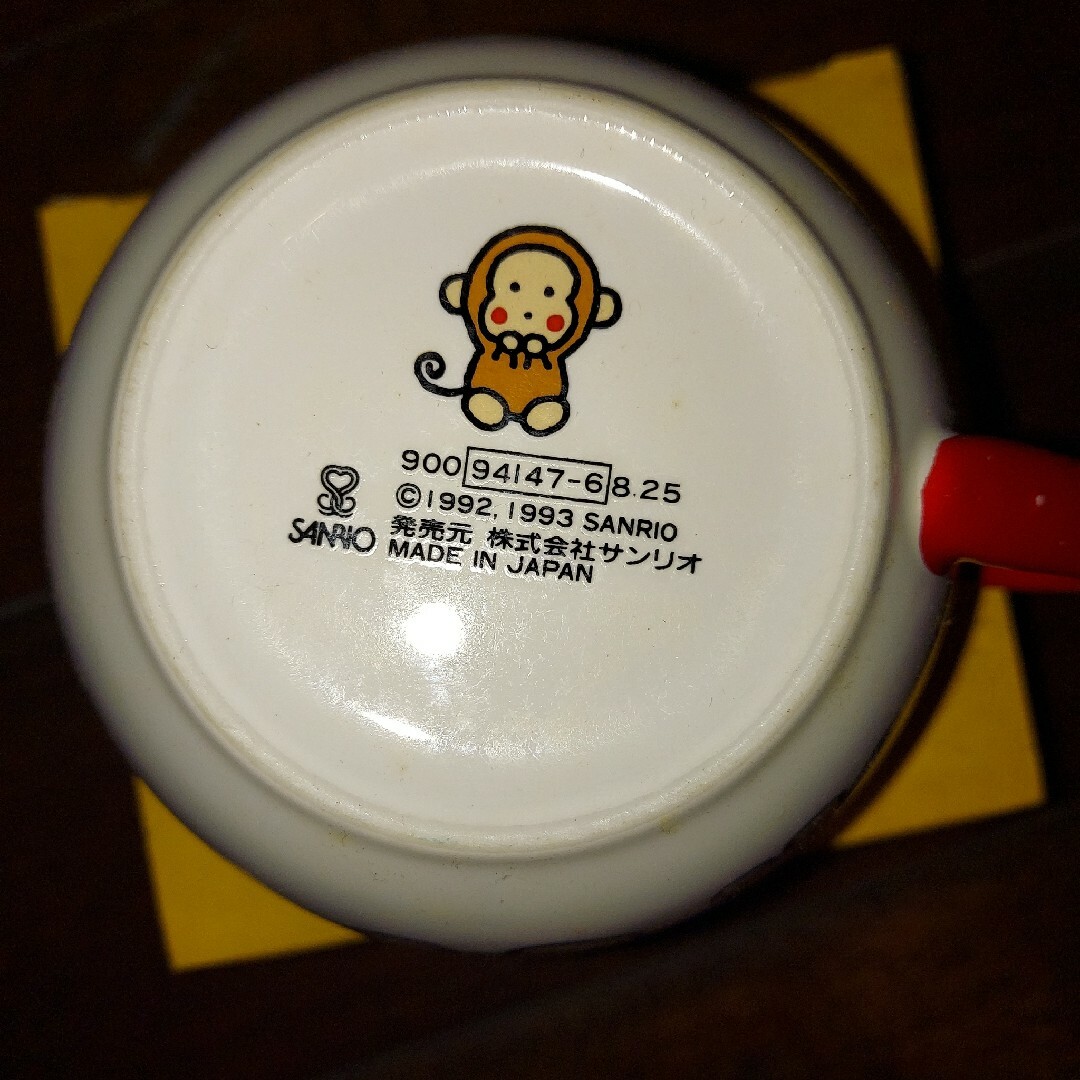 900 94147-6 8.25
©1992, 1993 SANRIO
SANRIO
発売元 株式会社サンリオ
MADE IN JAPAN